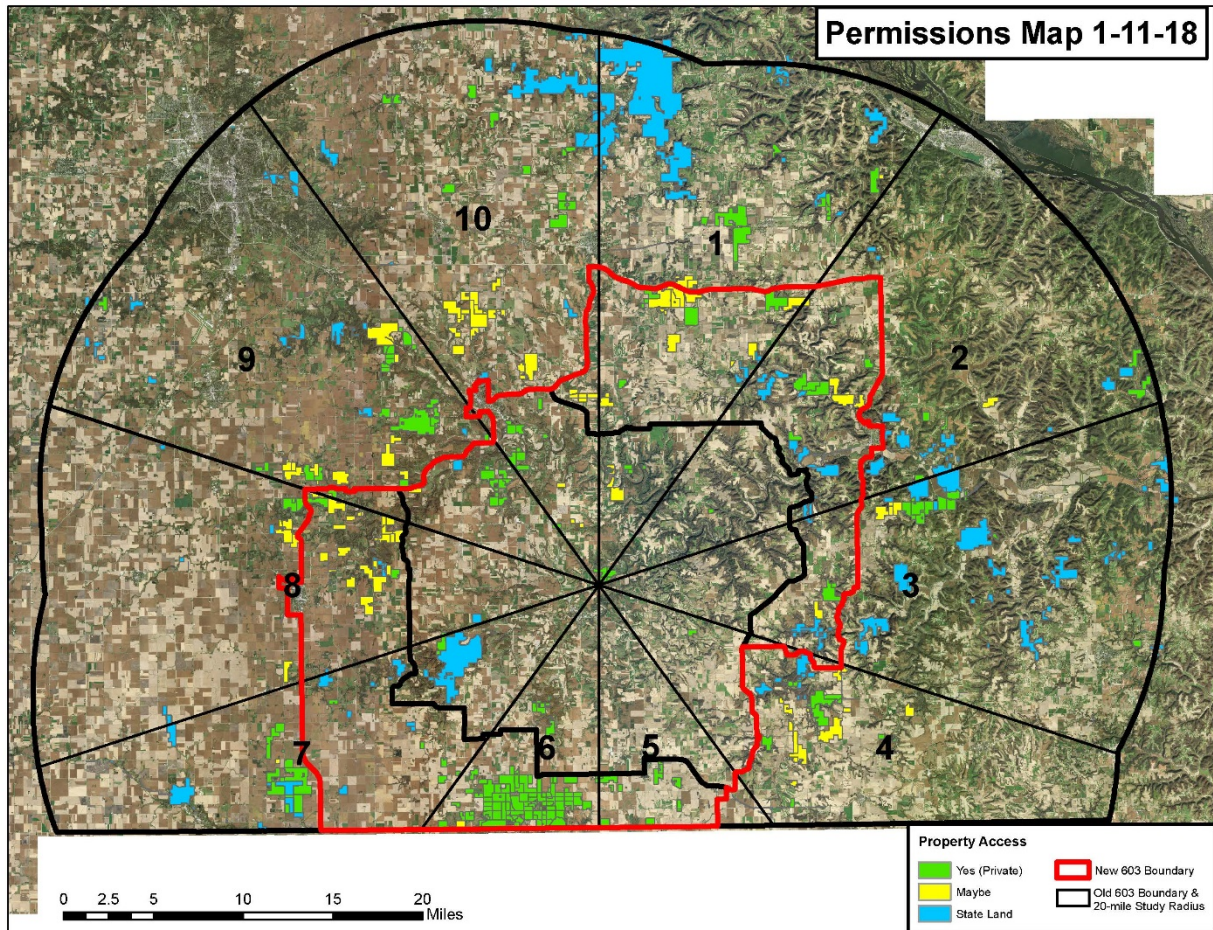 Permissions Map 1-11-18
10
1
9
2
8
3
7
6
5
4
0 2.5 5 10 15 20
Miles
Property Access
Yes (Private)
Maybe
State Land
New 603 Boundary
Old 603 Boundary &
20-mile Study Radius